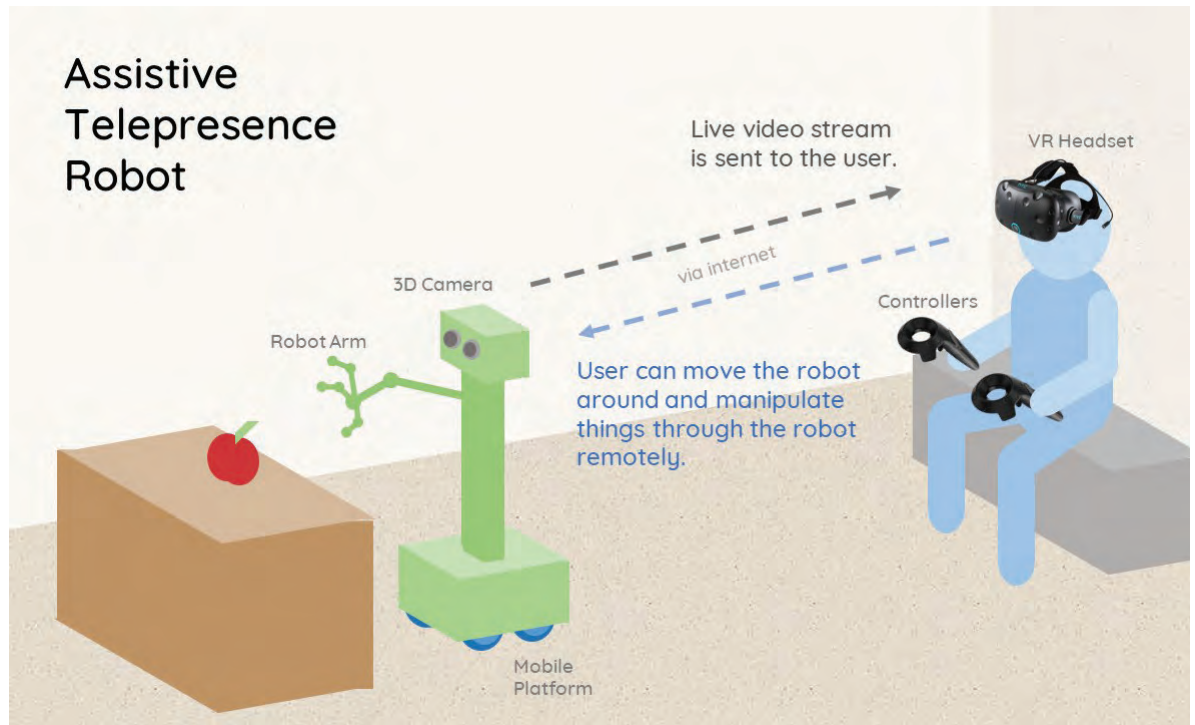 Assistive
Telepresence
Robot
Live video stream
is sent to the user.
VR Headset
via internet
3D Camera
Controllers
Robot Arm
User can move the robot
around and manipulate
things through the robot
remotely.
Mobile
Platform